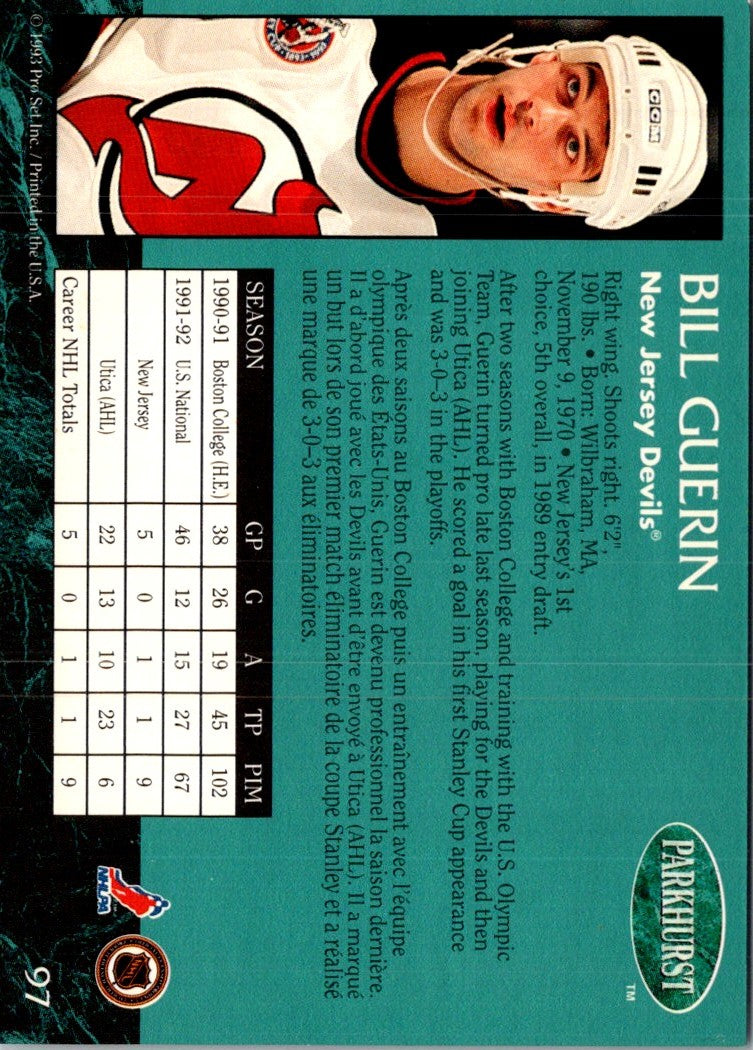 BILL GUERIN
New Jersey Devils®
Right wing. Shoots right. 6'2",
190 lbs. • Born: Wilbraham, MA,
November 9, 1970 • New Jersey's 1st
choice, 5th overall, in 1989 entry draft.
After two seasons with Boston College and training with the U.S. Olympic
Team, Guerin turned pro late last season, playing for the Devils and then
joining Utica (AHL). He scored a goal in his first Stanley Cup appearance
and was 3-0–3 in the playoffs.
Après deux saisons au Boston College puis un entraînement avec l'équipe
olympique des États-Unis, Guerin est devenu professionnel la saison dernière.
Il a d'abord joué avec les Devils avant d'être envoyé à Utica (AHL). Il a marqué
un but lors de son premier match éliminatoire de la coupe Stanley et a réalisé
une marque de 3-0–3 aux éliminatoires.
PARKHURST
TM
CCM
SEASON GP G A TP PIM
1990-91 Boston College (H.E.) 38 26 19 45 102
1991-92 U.S. National 46 12 15 27 67
New Jersey 5 0 1 1 9
Utica (AHL) 22 13 10 23 6
Career NHL Totals 5 0 1 1 9
NHLPA
NHL
97
© 1993 Pro Set, Inc. / Printed in the U.S.A.